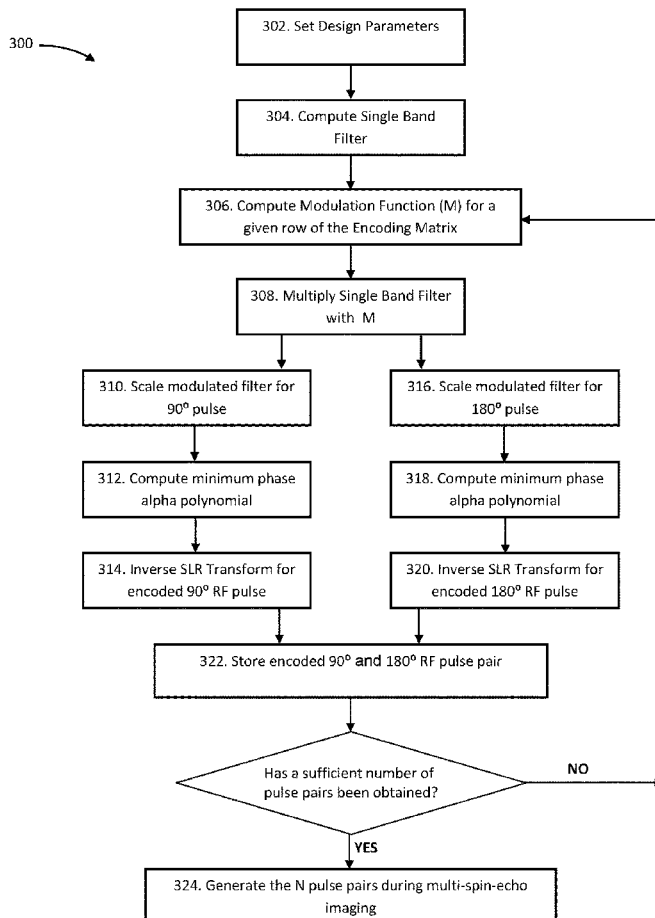 300
302. Set Design Parameters
304. Compute Single Band
Filter
306. Compute Modulation Function (M) for a
given row of the Encoding Matrix
308. Multiply Single Band Filter
with M
310. Scale modulated filter for
90° pulse
316. Scale modulated filter for
180° pulse
312. Compute minimum phase
alpha polynomial
318. Compute minimum phase
alpha polynomial
314. Inverse SLR Transform for
encoded 90° RF pulse
320. Inverse SLR Transform for
encoded 180° RF pulse
322. Store encoded 90° and 180° RF pulse pair
Has a sufficient number of
pulse pairs been obtained?
NO
YES
324. Generate the N pulse pairs during multi-spin-echo
imaging